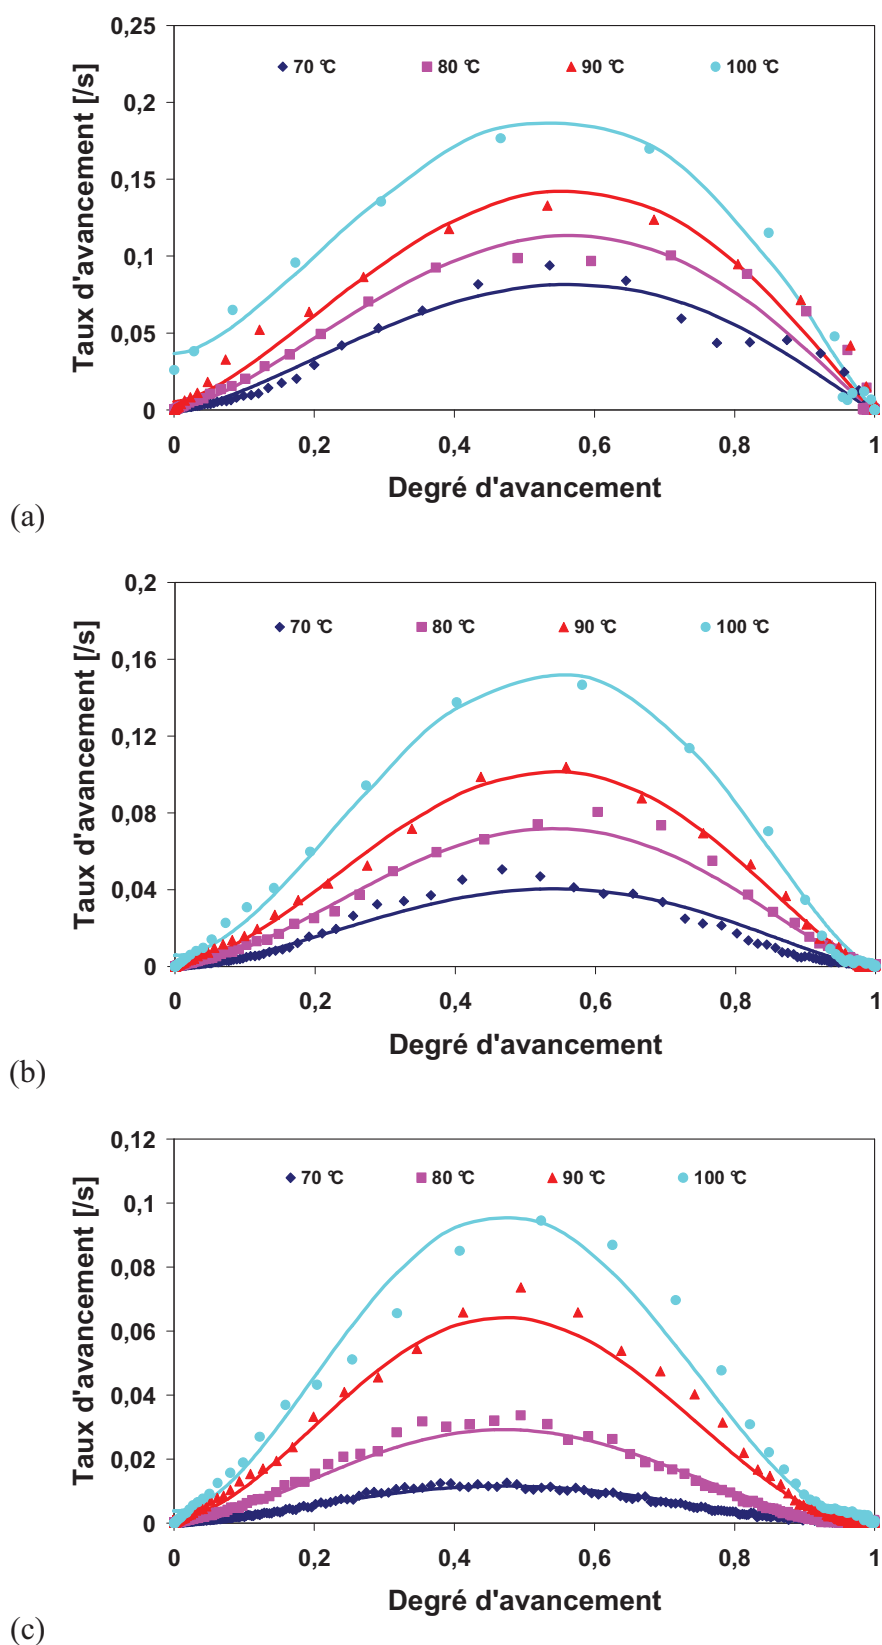 0,25
70 °C 80 °C 90 °C 100 °C
0,2
0,15
0,1
0,05
0
Taux d'avancement [/s]
0 0,2 0,4 0,6 0,8 1
Degré d'avancement
(a)
0,2
70 °C 80 °C 90 °C 100 °C
0,16
0,12
0,08
0,04
0
Taux d'avancement [/s]
0 0,2 0,4 0,6 0,8 1
Degré d'avancement
(b)
0,12
70 °C 80 °C 90 °C 100 °C
0,1
0,08
0,06
0,04
0,02
0
Taux d'avancement [/s]
0 0,2 0,4 0,6 0,8 1
Degré d'avancement
(c)